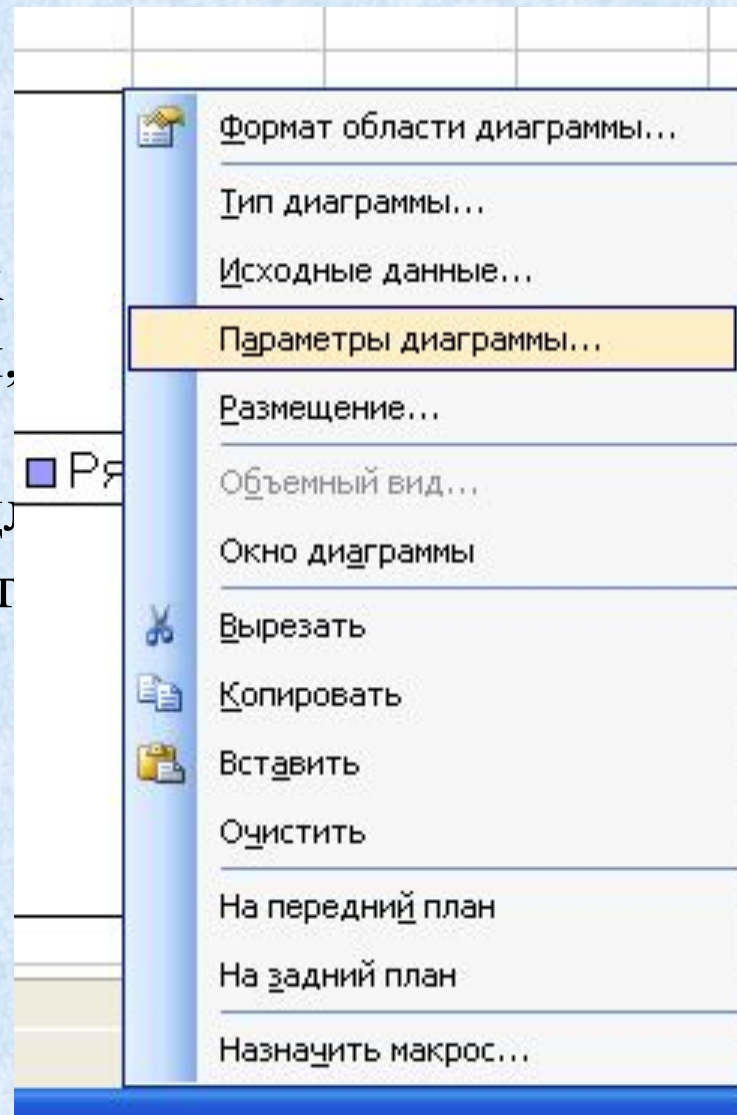 Формат области диаграммы...
Тип диаграммы...
Исходные данные...
Параметры диаграммы...
Размещение...
Объемный вид...
Окно диаграммы
Вырезать
Копировать
Вставить
Очистить
На передний план
На задний план
Назначить макрос...